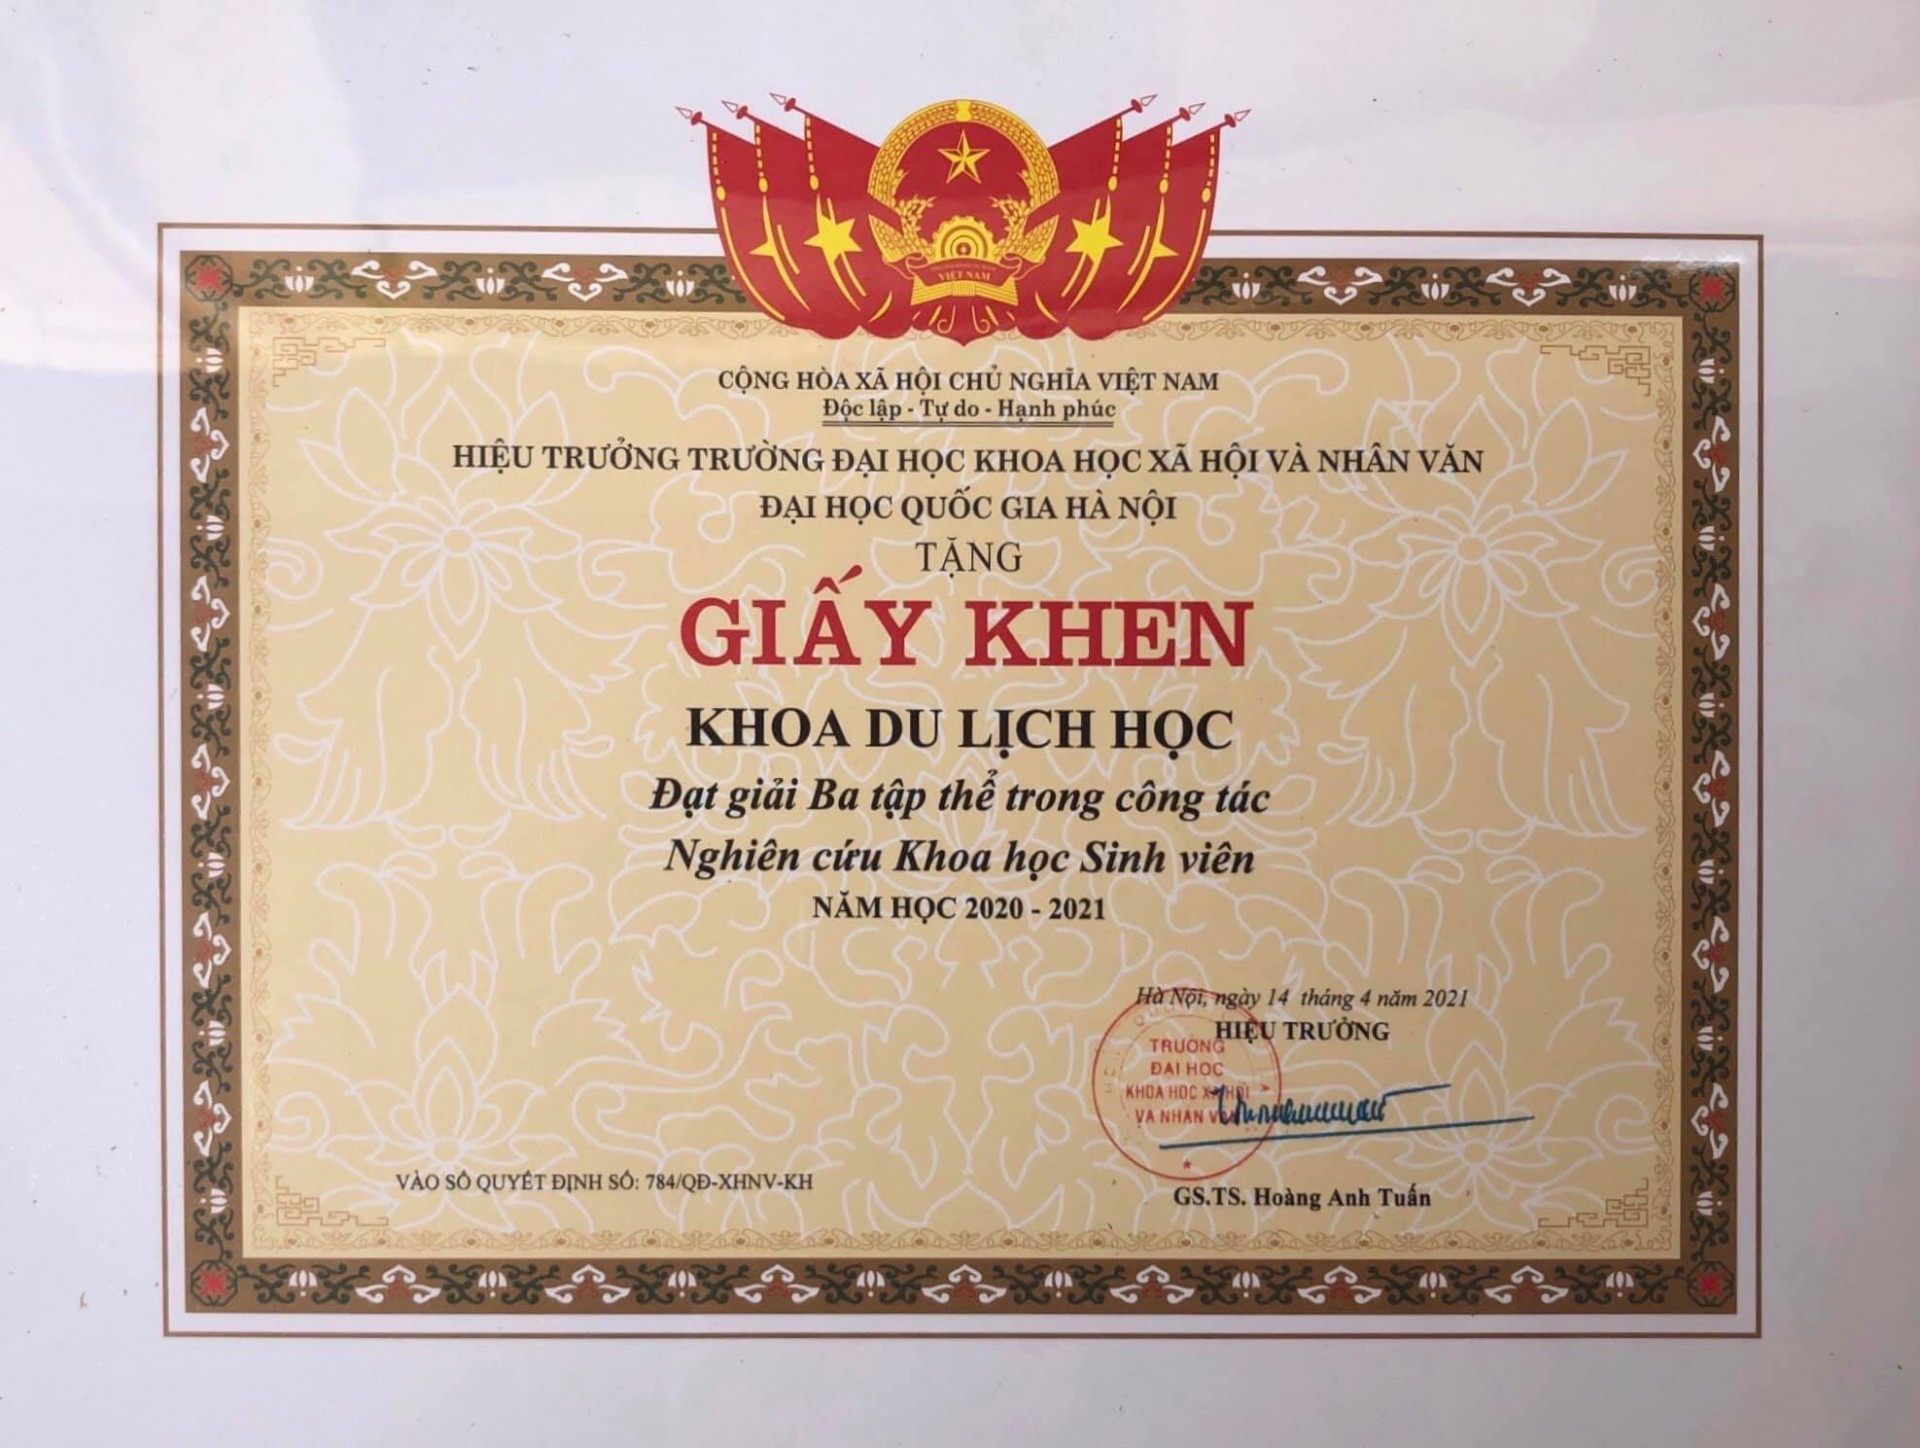 VIỆT NAM
CỘNG HÒA XÃ HỘI CHỦ NGHĨA VIỆT NAM
Độc lập - Tự do - Hạnh phúc
HIỆU TRƯỞNG TRƯỜNG ĐẠI HỌC KHOA HỌC XÃ HỘI VÀ NHÂN VĂN
ĐẠI HỌC QUỐC GIA HÀ NỘI
TẶNG
GIẤY KHEN
KHOA DU LỊCH HỌC
Đạt giải Ba tập thể trong công tác
Nghiên cứu Khoa học Sinh viên
NĂM HỌC 2020 - 2021
Hà Nội, ngày 14 tháng 4 năm 2021
HIỆU TRƯỞNG
TRƯỜNG
ĐẠI HỌC
KHOA HỌC XÃ HỘI
VÀ NHÂN VĂN
VÀO SỔ QUYẾT ĐỊNH SỐ: 784/QĐ-XHNV-KH
GS.TS. Hoàng Anh Tuấn